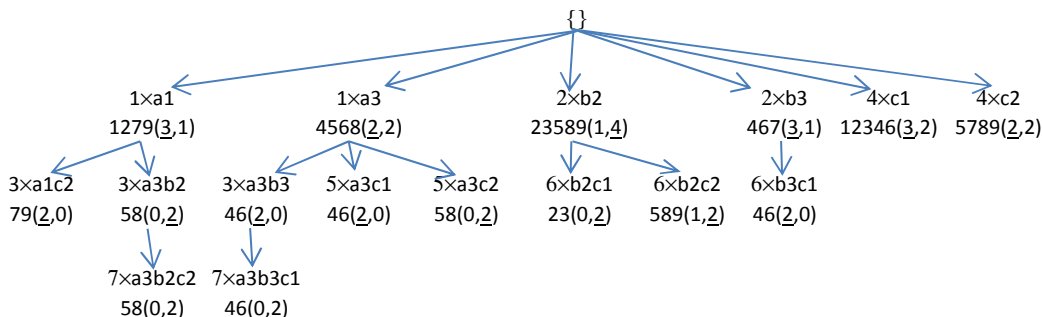 {}
1×a1 1×a3 2×b2 2×b3 4×c1 4×c2
1279(3,1) 4568(2,2) 23589(1,4) 467(3,1) 12346(3,2) 5789(2,2)
3×a1c2 3×a3b2 3×a3b3 5×a3c1 5×a3c2 6×b2c1 6×b2c2 6×b3c1
79(2,0) 58(0,2) 46(2,0) 46(2,0) 58(0,2) 23(0,2) 589(1,2) 46(2,0)
7×a3b2c2 7×a3b3c1
58(0,2) 46(0,2)